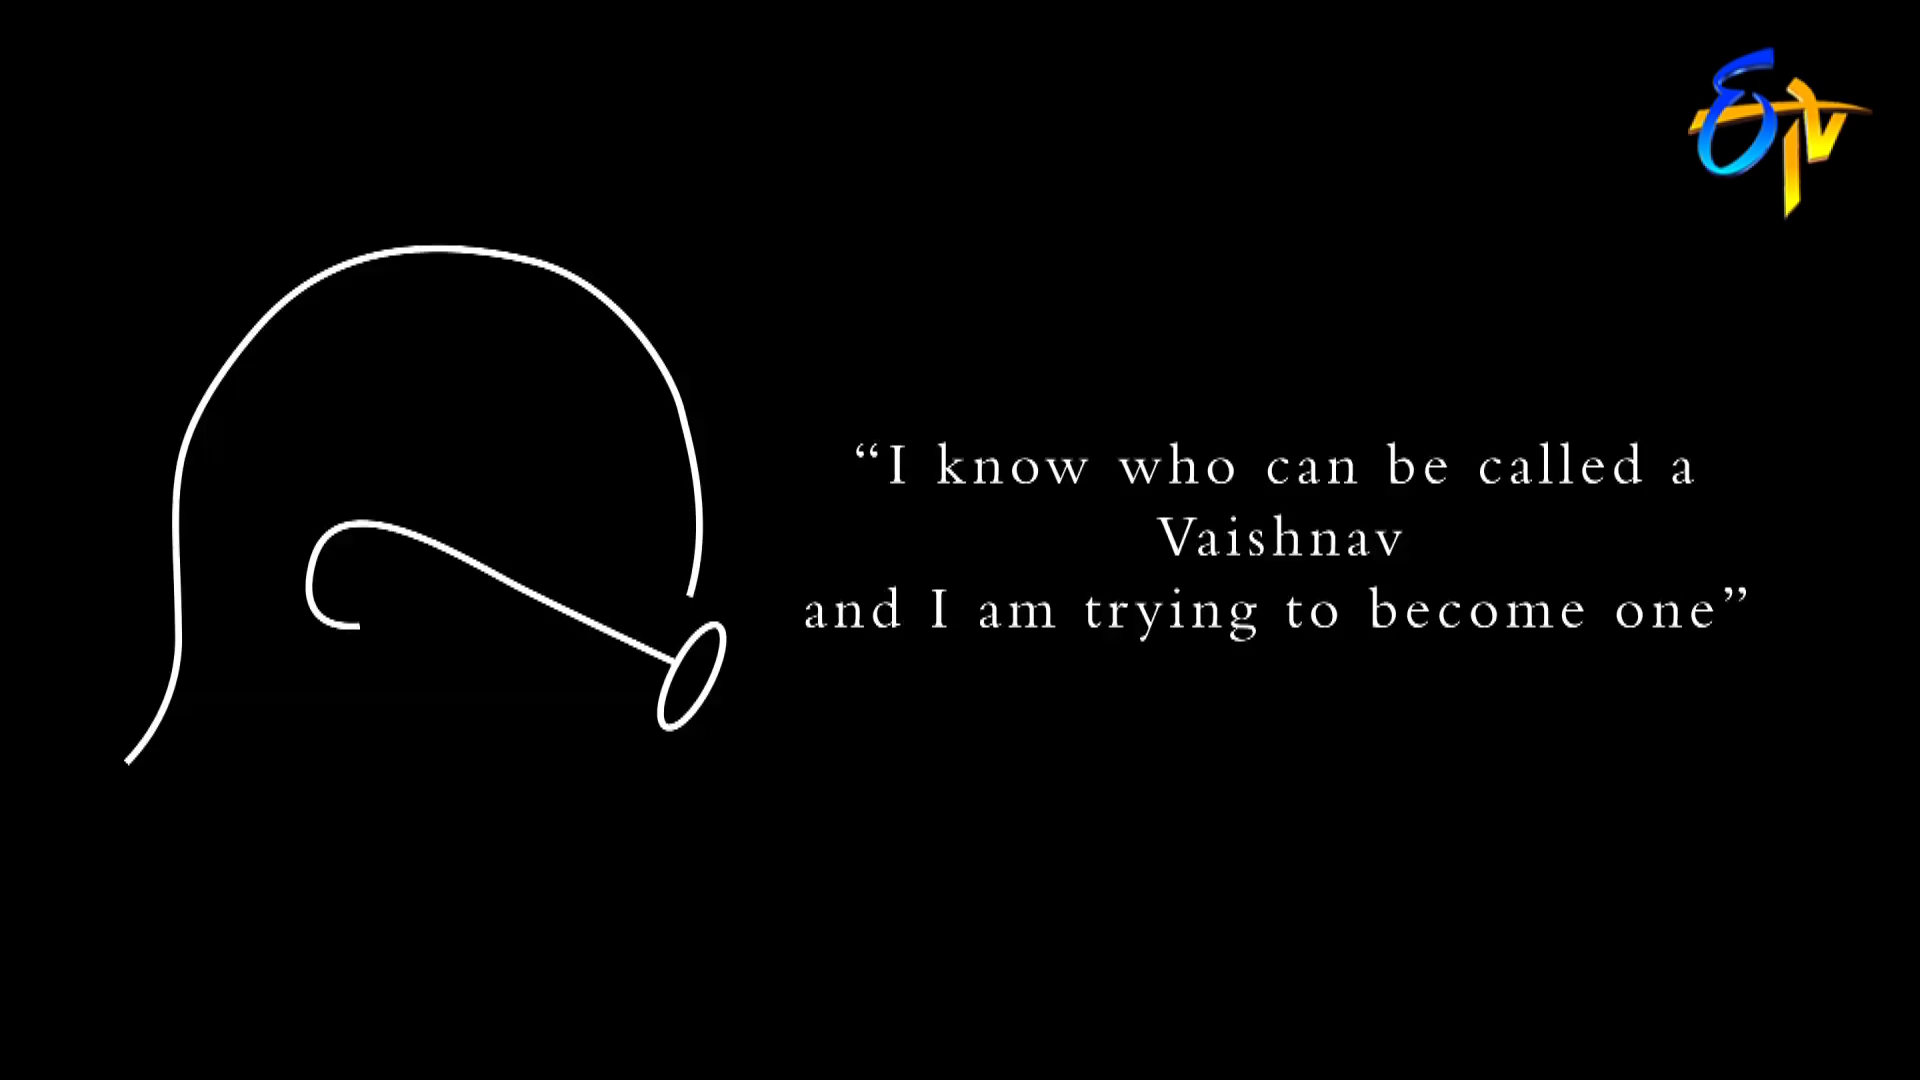 ETV
“I know who can be called a
Vaishnav
and I am trying to become one”